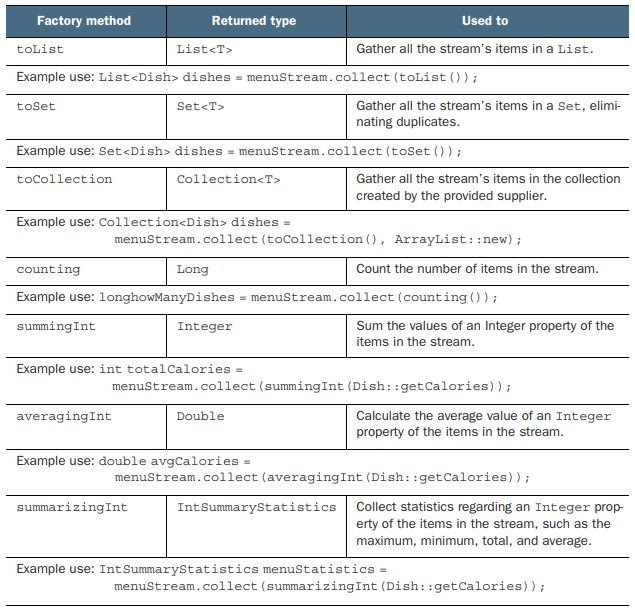 Factory method Returned type Used to
toList List<T> Gather all the stream's items in a List.
Example use: List<Dish> dishes = menuStream.collect(toList());
toSet Set<T> Gather all the stream's items in a Set, elimi-
nating duplicates.
Example use: Set<Dish> dishes = menuStream.collect(toSet());
toCollection Collection<T> Gather all the stream's items in the collection
created by the provided supplier.
Example use: Collection<Dish> dishes =
menuStream.collect(toCollection(), ArrayList::new);
counting Long Count the number of items in the stream.
Example use: longhowManyDishes = menuStream.collect(counting());
summingInt Integer Sum the values of an Integer property of the
items in the stream.
Example use: int totalCalories =
menuStream.collect(summingInt(Dish::getCalories));
averagingInt Double Calculate the average value of an Integer
property of the items in the stream.
Example use: double avgCalories =
menuStream.collect(averagingInt(Dish::getCalories));
summarizingInt IntSummaryStatistics Collect statistics regarding an Integer prop-
erty of the items in the stream, such as the
maximum, minimum, total, and average.
Example use: IntSummaryStatistics menuStatistics =
menuStream.collect(summarizingInt(Dish::getCalories));